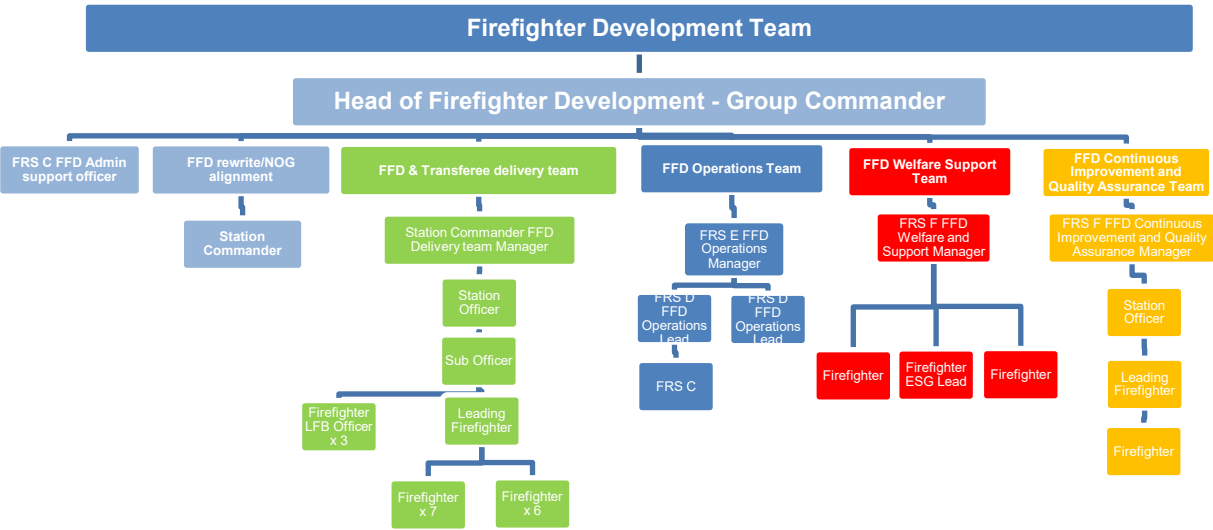 Firefighter Development Team
Head of Firefighter Development - Group Commander
FRS C FFD Admin
support officer
FFD rewrite/NOG
alignment
Station
Commander
FFD & Transferee delivery team
Station Commander FFD
Delivery team Manager
Station
Officer
Sub Officer
Firefighter
LFB Officer
x 3
Leading
Firefighter
Firefighter
x 7
Firefighter
x 6
FFD Operations Team
FRS E FFD
Operations
Manager
FRS D
FFD
Operations
Lead
FRS D
FFD
Operations
Lead
FRS C
FFD Welfare Support
Team
FRS F FFD
Welfare and
Support Manager
Firefighter
Firefighter
ESG Lead
Firefighter
FFD Continuous
Improvement and
Quality Assurance Team
FRS F FFD Continuous
Improvement and Quality
Assurance Manager
Station
Officer
Leading
Firefighter
Firefighter